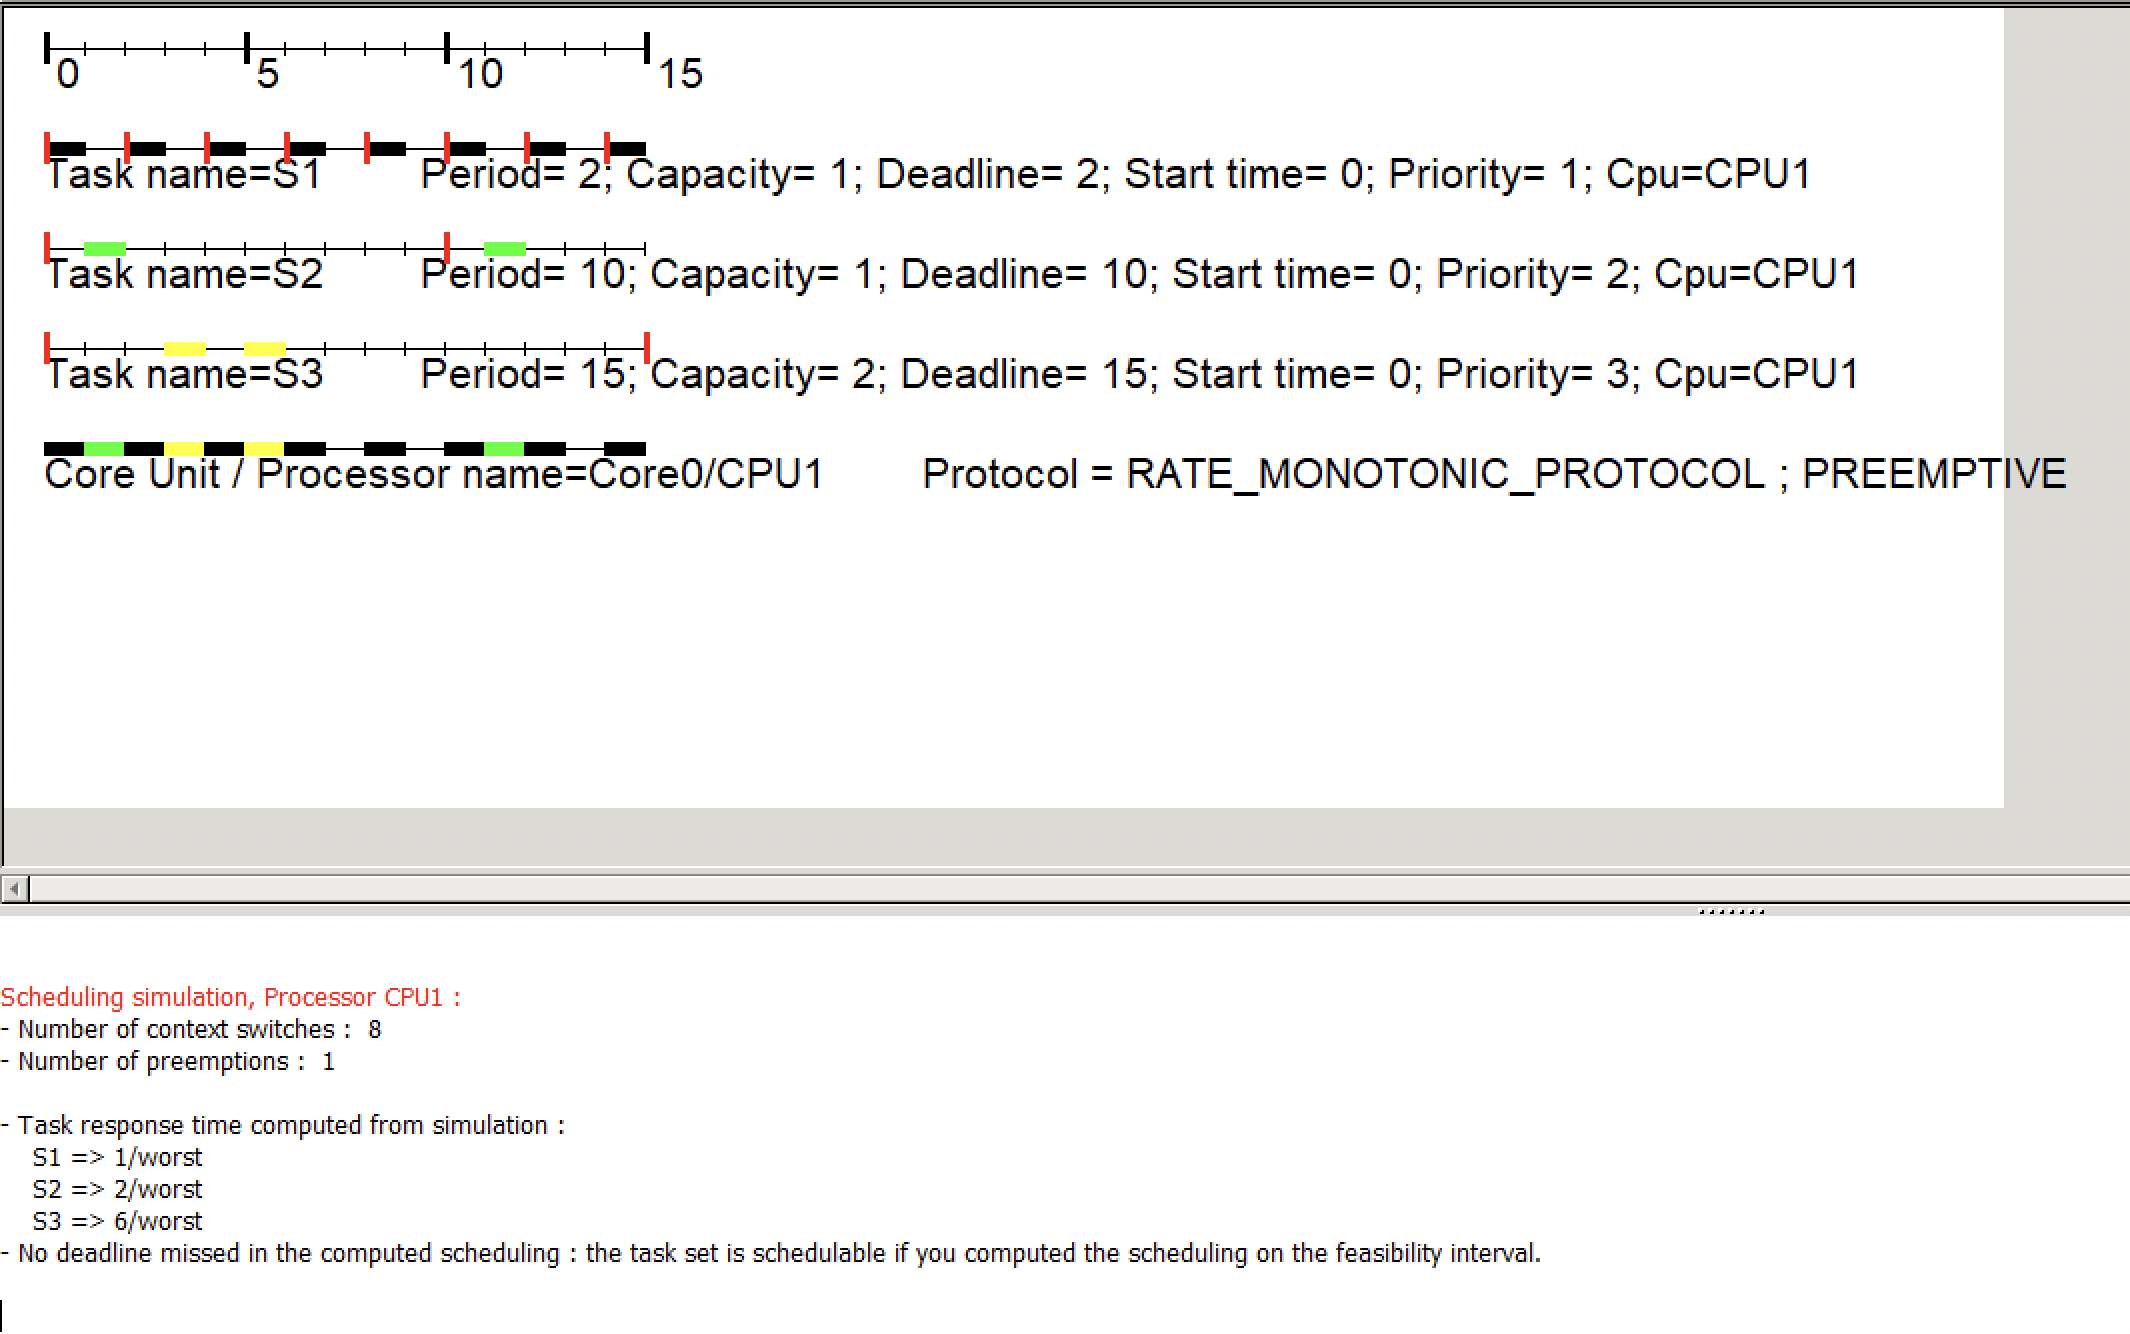 0 5 10 15
Task name=S1 Period= 2; Capacity= 1; Deadline= 2; Start time= 0; Priority= 1; Cpu=CPU1
Task name=S2 Period= 10; Capacity= 1; Deadline= 10; Start time= 0; Priority= 2; Cpu=CPU1
Task name=S3 Period= 15; Capacity= 2; Deadline= 15; Start time= 0; Priority= 3; Cpu=CPU1
Core Unit / Processor name=Core0/CPU1 Protocol = RATE_MONOTONIC_PROTOCOL ; PREEMPTIVE
Scheduling simulation, Processor CPU1 :
- Number of context switches : 8
- Number of preemptions : 1
- Task response time computed from simulation :
S1 => 1/worst
S2 => 2/worst
S3 => 6/worst
- No deadline missed in the computed scheduling : the task set is schedulable if you computed the scheduling on the feasibility interval.